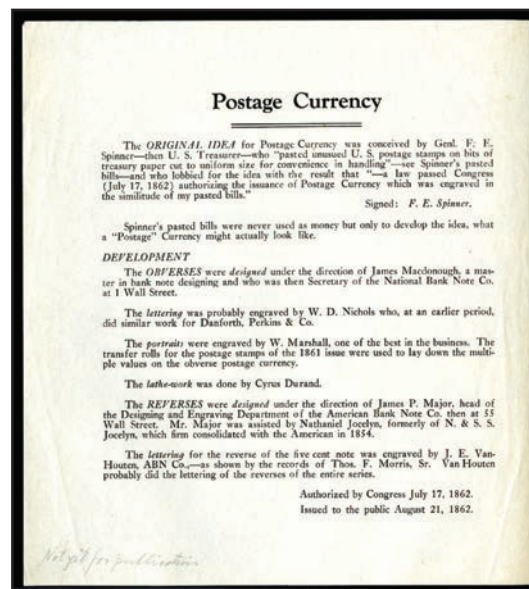 Postage Currency
The ORIGINAL IDEA for Postage Currency was conceived by Genl. F. E.
Spinner—then U. S. Treasurer—who "pasted unusued U. S. postage stamps on bits of
treasury paper cut to uniform size for convenience in handling"—see Spinner's pasted
bills—and who lobbied for the idea with the result that "—a law passed Congress
(July 17, 1862) authorizing the issuance of Postage Currency which was engraved in
the similitude of my pasted bills."
Signed: F. E. Spinner.
Spinner's pasted bills were never used as money but only to develop the idea, what
a "Postage" Currency might actually look like.
DEVELOPMENT
The OBVERSES were designed under the direction of James Macdonough, a mas-
ter in bank note designing and who was then Secretary of the National Bank Note Co.
at 1 Wall Street.
The lettering was probably engraved by W. D. Nichols who, at an earlier period,
did similar work for Danforth, Perkins & Co.
The portraits were engraved by W. Marshall, one of the best in the business. The
transfer rolls for the postage stamps of the 1861 issue were used to lay down the multi-
ple values on the obverse postage currency.
The lathe-work was done by Cyrus Durand.
The REVERSES were designed under the direction of James P. Major, head of
the Designing and Engraving Department of the American Bank Note Co. then at 55
Wall Street. Mr. Major was assisted by Nathaniel Jocelyn, formerly of N. & S. S.
Jocelyn, which firm consolidated with the American in 1854.
The lettering for the reverse of the five cent note was engraved by J. E. Van-
Houten, ABN Co.,—as shown by the records of Thos. F. Morris, Sr. Van Houten
probably did the lettering of the reverses of the entire series.
Authorized by Congress July 17, 1862.
Issued to the public August 21, 1862.
Not yet for publication